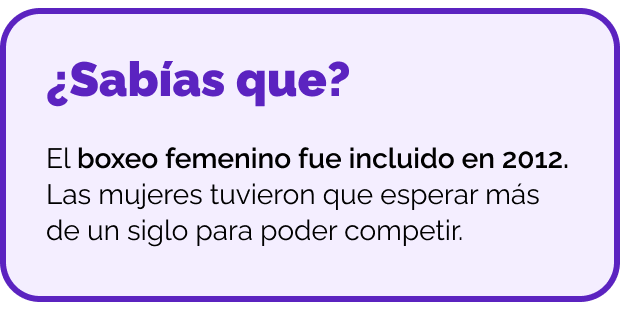 ¿Sabías que?
El boxeo femenino fue incluido en 2012.
Las mujeres tuvieron que esperar más
de un siglo para poder competir.